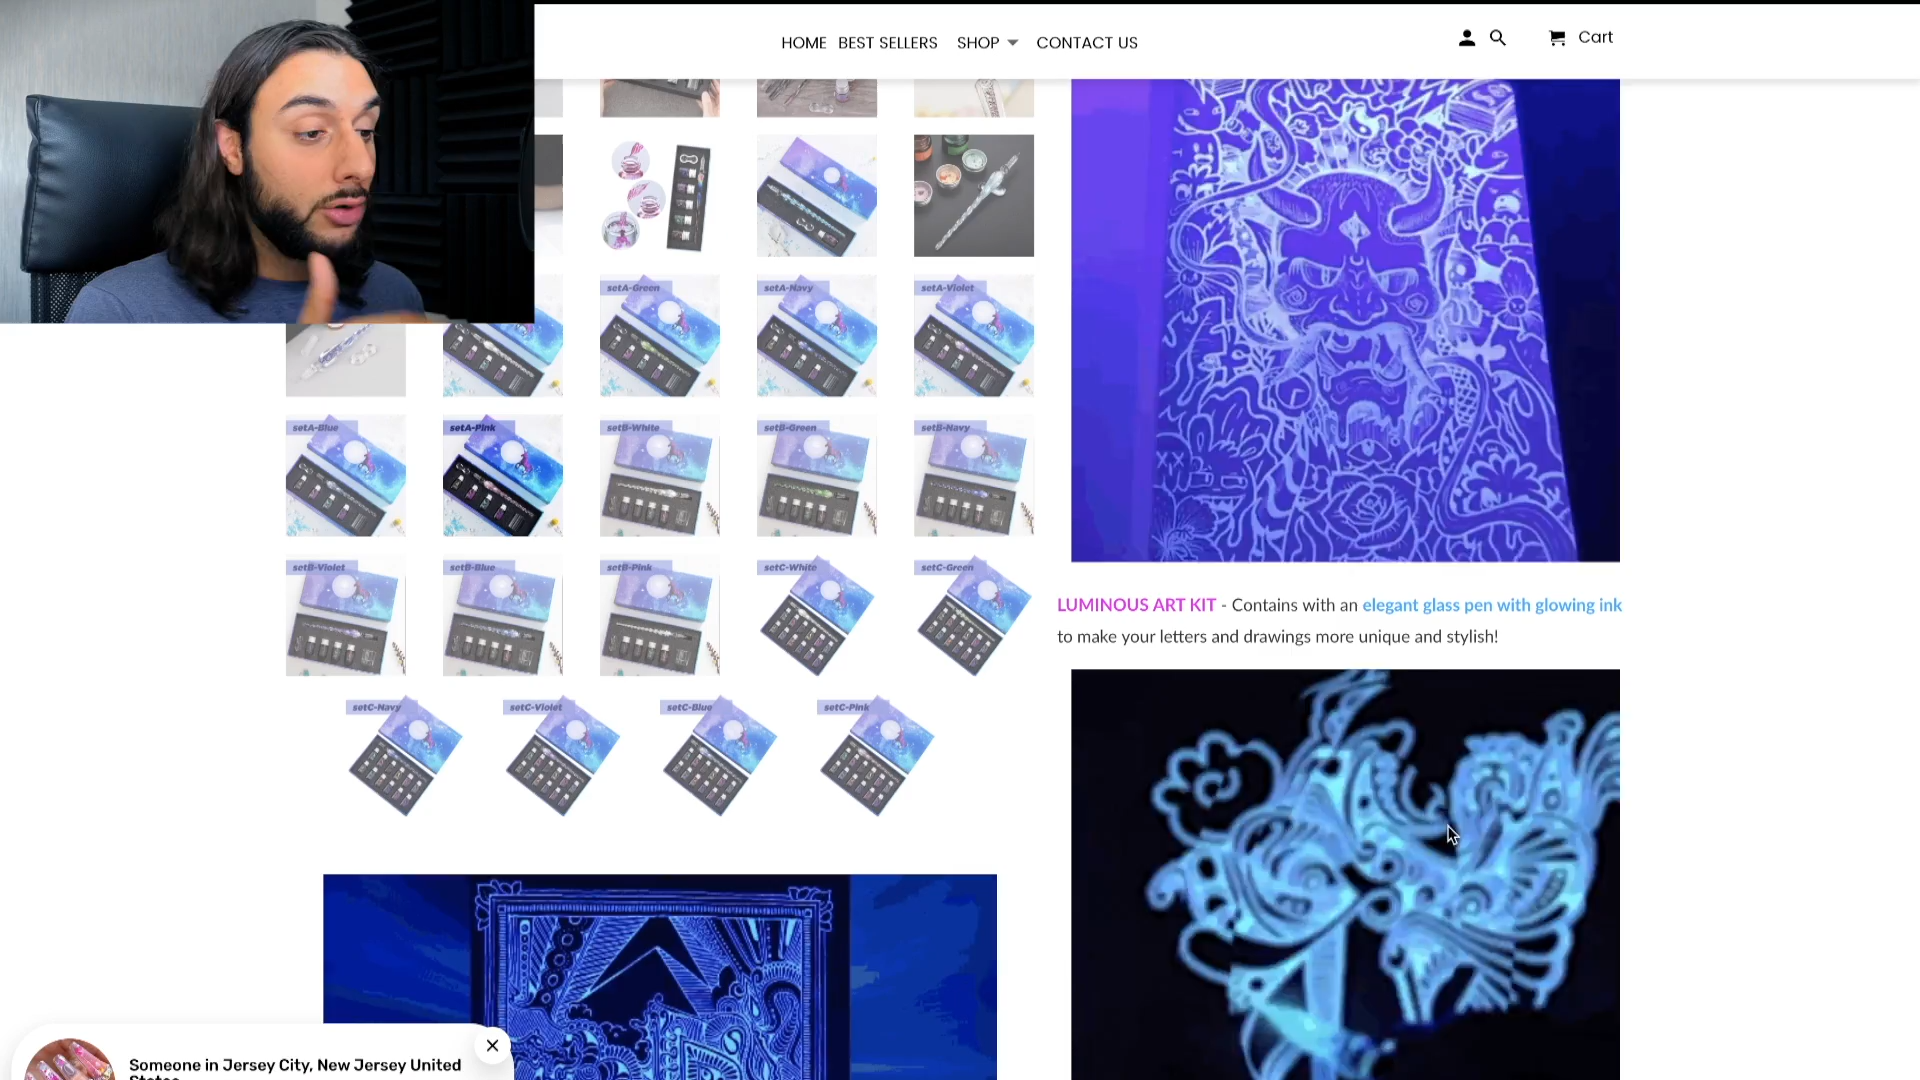 HOME BEST SELLERS SHOP CONTACT US Cart
setA-Green
setA-Navy
setA-Violet
setA-Blue
setA-Pink
setB-White
setB-Green
setB-Navy
setB-Violet
setB-Blue
setB-Pink
setC-White
setC-Green
setC-Navy
setC-Violet
setC-Blue
setC-Pink
LUMINOUS ART KIT - Contains with an elegant glass pen with glowing ink
to make your letters and drawings more unique and stylish!
Someone in Jersey City, New Jersey United
States